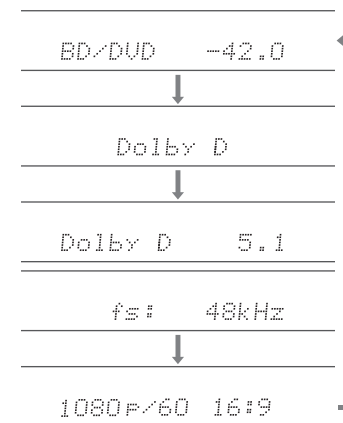 BD/DVD -42.0
Dolby D
Dolby D 5.1
fs: 48kHz
1080p/60 16:9